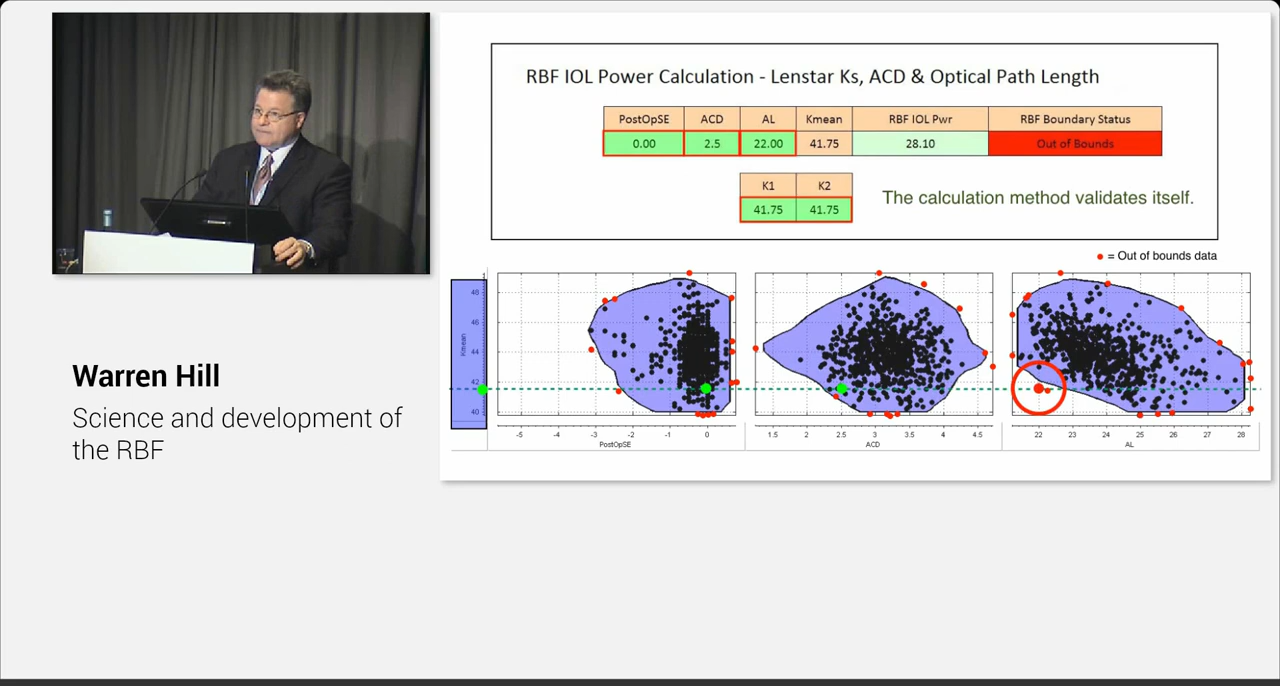 RBF IOL Power Calculation - Lenstar Ks, ACD & Optical Path Length
PostOpSE ACD AL Kmean RBF IOL Pwr RBF Boundary Status
0.00 2.5 22.00 41.75 28.10 Out of Bounds
K1 K2
41.75 41.75
The calculation method validates itself.
= Out of bounds data
Kmean
48
46
44
42
40
-5 -4 -3 -2 -1 0
PostOpSE
1.5 2 2.5 3 3.5 4 4.5
ACD
22 23 24 25 26 27 28
AL
Warren Hill
Science and development of
the RBF